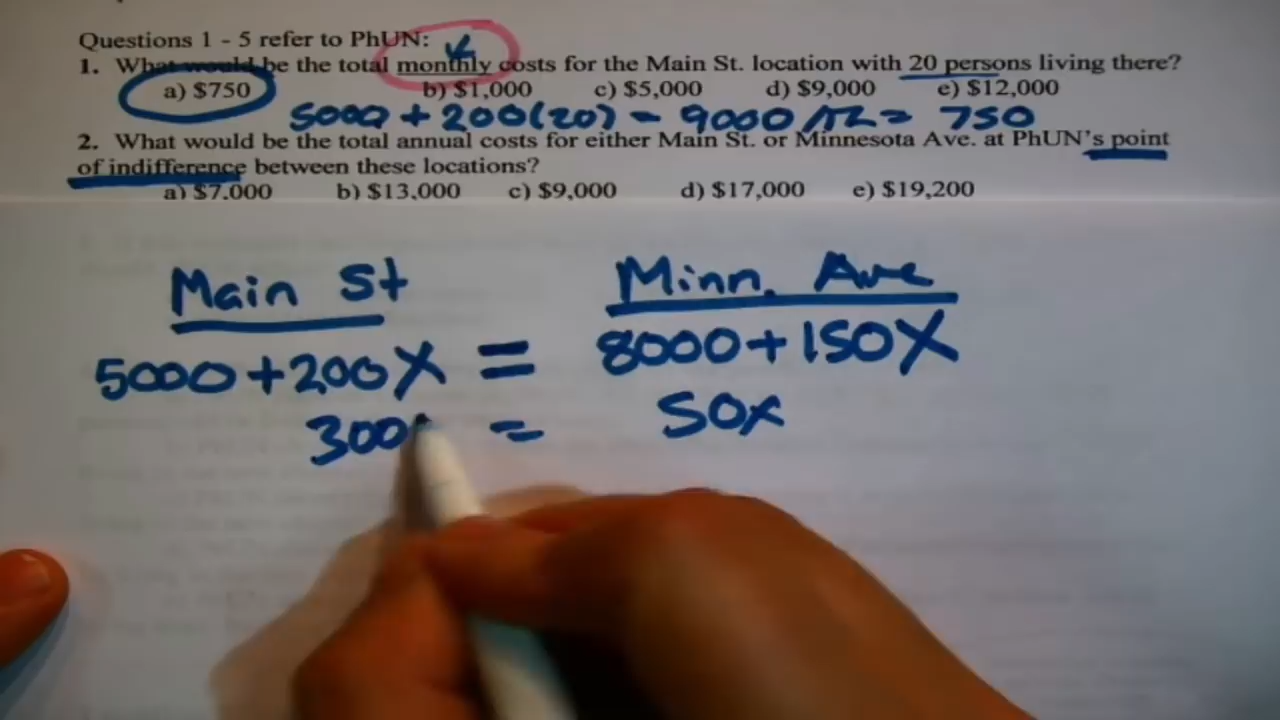 Questions 1 - 5 refer to PhUN:
1. What would be the total monthly costs for the Main St. location with 20 persons living there?
a) $750 b) $1,000 c) $5,000 d) $9,000 e) $12,000
5000 + 200(20) = 9000/12 = 750
2. What would be the total annual costs for either Main St. or Minnesota Ave. at PhUN's point
of indifference between these locations?
a) $7,000 b) $13,000 c) $9,000 d) $17,000 e) $19,200
Main St Minn. Ave
5000 + 200X = 8000 + 150X
300 = 50x